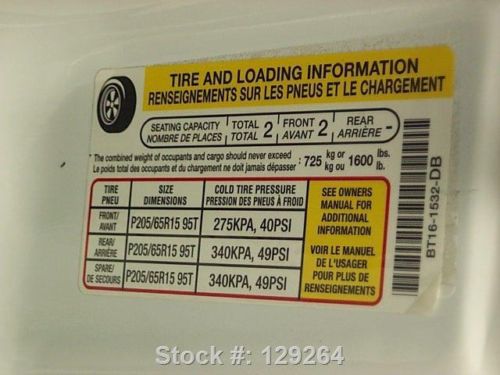 TIRE AND LOADING INFORMATION
RENSEIGNEMENTS SUR LES PNEUS ET LE CHARGEMENT
SEATING CAPACITY TOTAL 2 FRONT 2 REAR -
NOMBRE DE PLACES TOTAL AVANT ARRIÈRE
The combined weight of occupants and cargo should never exceed : 725 kg or 1600 lbs.
Le poids total des occupants et du chargement ne doit jamais dépasser : kg ou lb.
TIRE SIZE COLD TIRE PRESSURE
PNEU DIMENSIONS PRESSION DES PNEUS À FROID
FRONT/ AVANT P205/65R15 95T 275KPA, 40PSI
REAR/ ARRIÈRE P205/65R15 95T 340KPA, 49PSI
SPARE/ DE SECOURS P205/65R15 95T 340KPA, 49PSI
SEE OWNERS
MANUAL FOR
ADDITIONAL
INFORMATION
VOIR LE MANUEL
DE L'USAGER
POUR PLUS DE
RENSEIGNEMENTS
BT16-1532-DB
Stock #: 129264